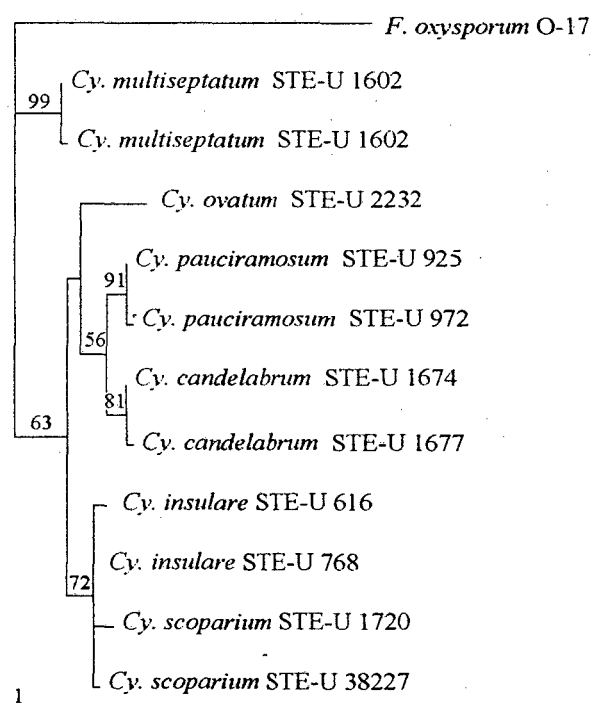 F. oxysporum O-17
Cy. multiseptatum STE-U 1602
99
Cy. multiseptatum STE-U 1602
Cy. ovatum STE-U 2232
Cy. pauciramosum STE-U 925
91
Cy. pauciramosum STE-U 972
56
Cy. candelabrum STE-U 1674
81
63
Cy. candelabrum STE-U 1677
Cy. insulare STE-U 616
Cy. insulare STE-U 768
72
Cy. scoparium STE-U 1720
Cy. scoparium STE-U 38227
1